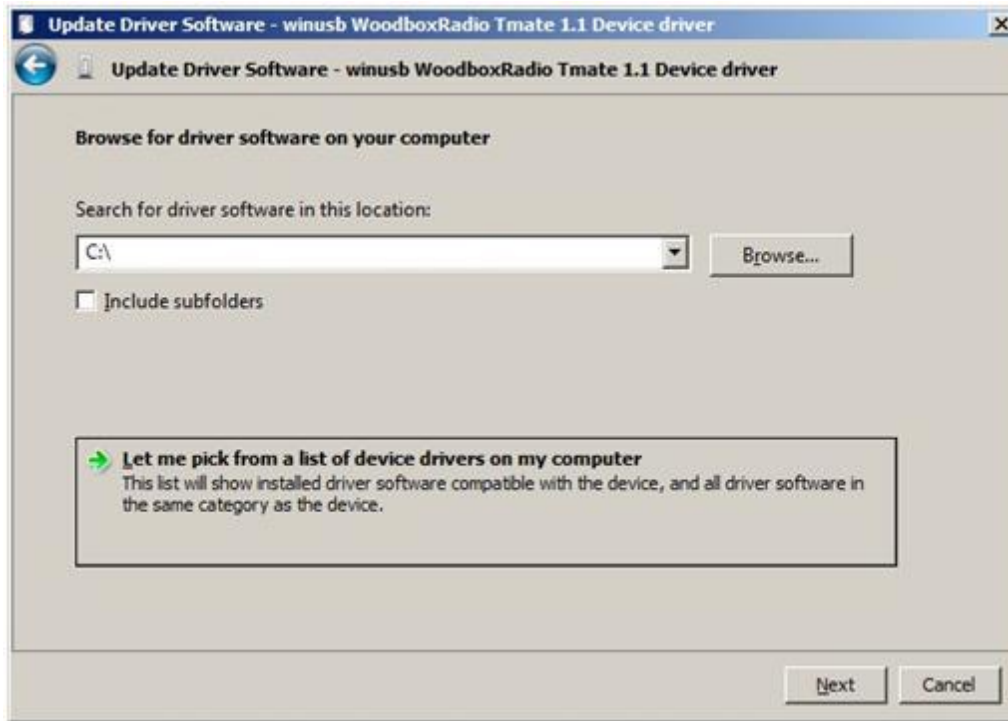 Update Driver Software - winusb WoodboxRadio Tmate 1.1 Device driver
Update Driver Software - winusb WoodboxRadio Tmate 1.1 Device driver
Browse for driver software on your computer
Search for driver software in this location:
C:\
Browse...
Include subfolders
Let me pick from a list of device drivers on my computer
This list will show installed driver software compatible with the device, and all driver software in
the same category as the device.
Next
Cancel